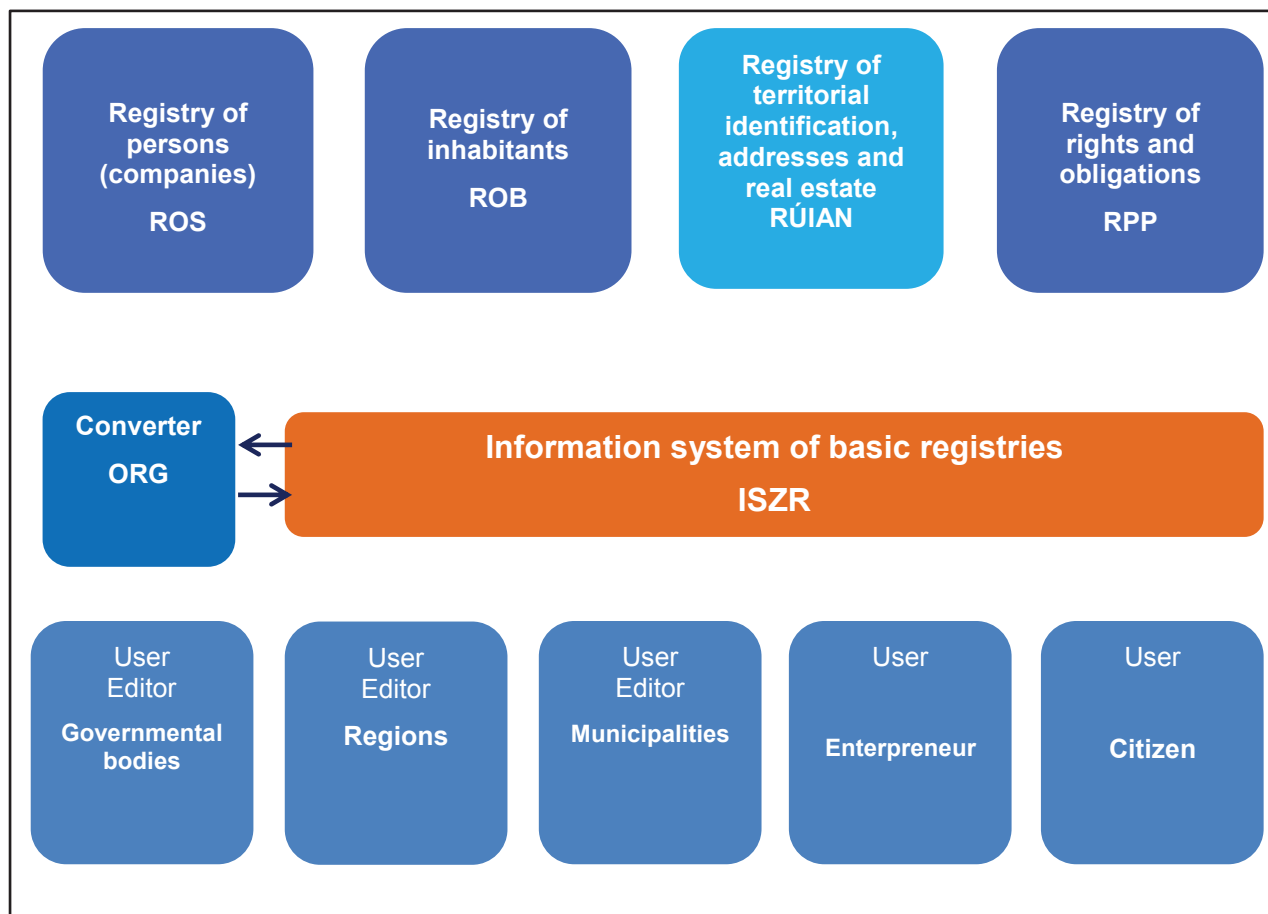 Registry of
persons
(companies)
ROS
Registry of
inhabitants
ROB
Registry of
territorial
identification,
addresses and
real estate
RÚIAN
Registry of
rights and
obligations
RPP
Converter
ORG
Information system of basic registries
ISZR
User
Editor
Governmental
bodies
User
Editor
Regions
User
Editor
Municipalities
User
Enterpreneur
User
Citizen